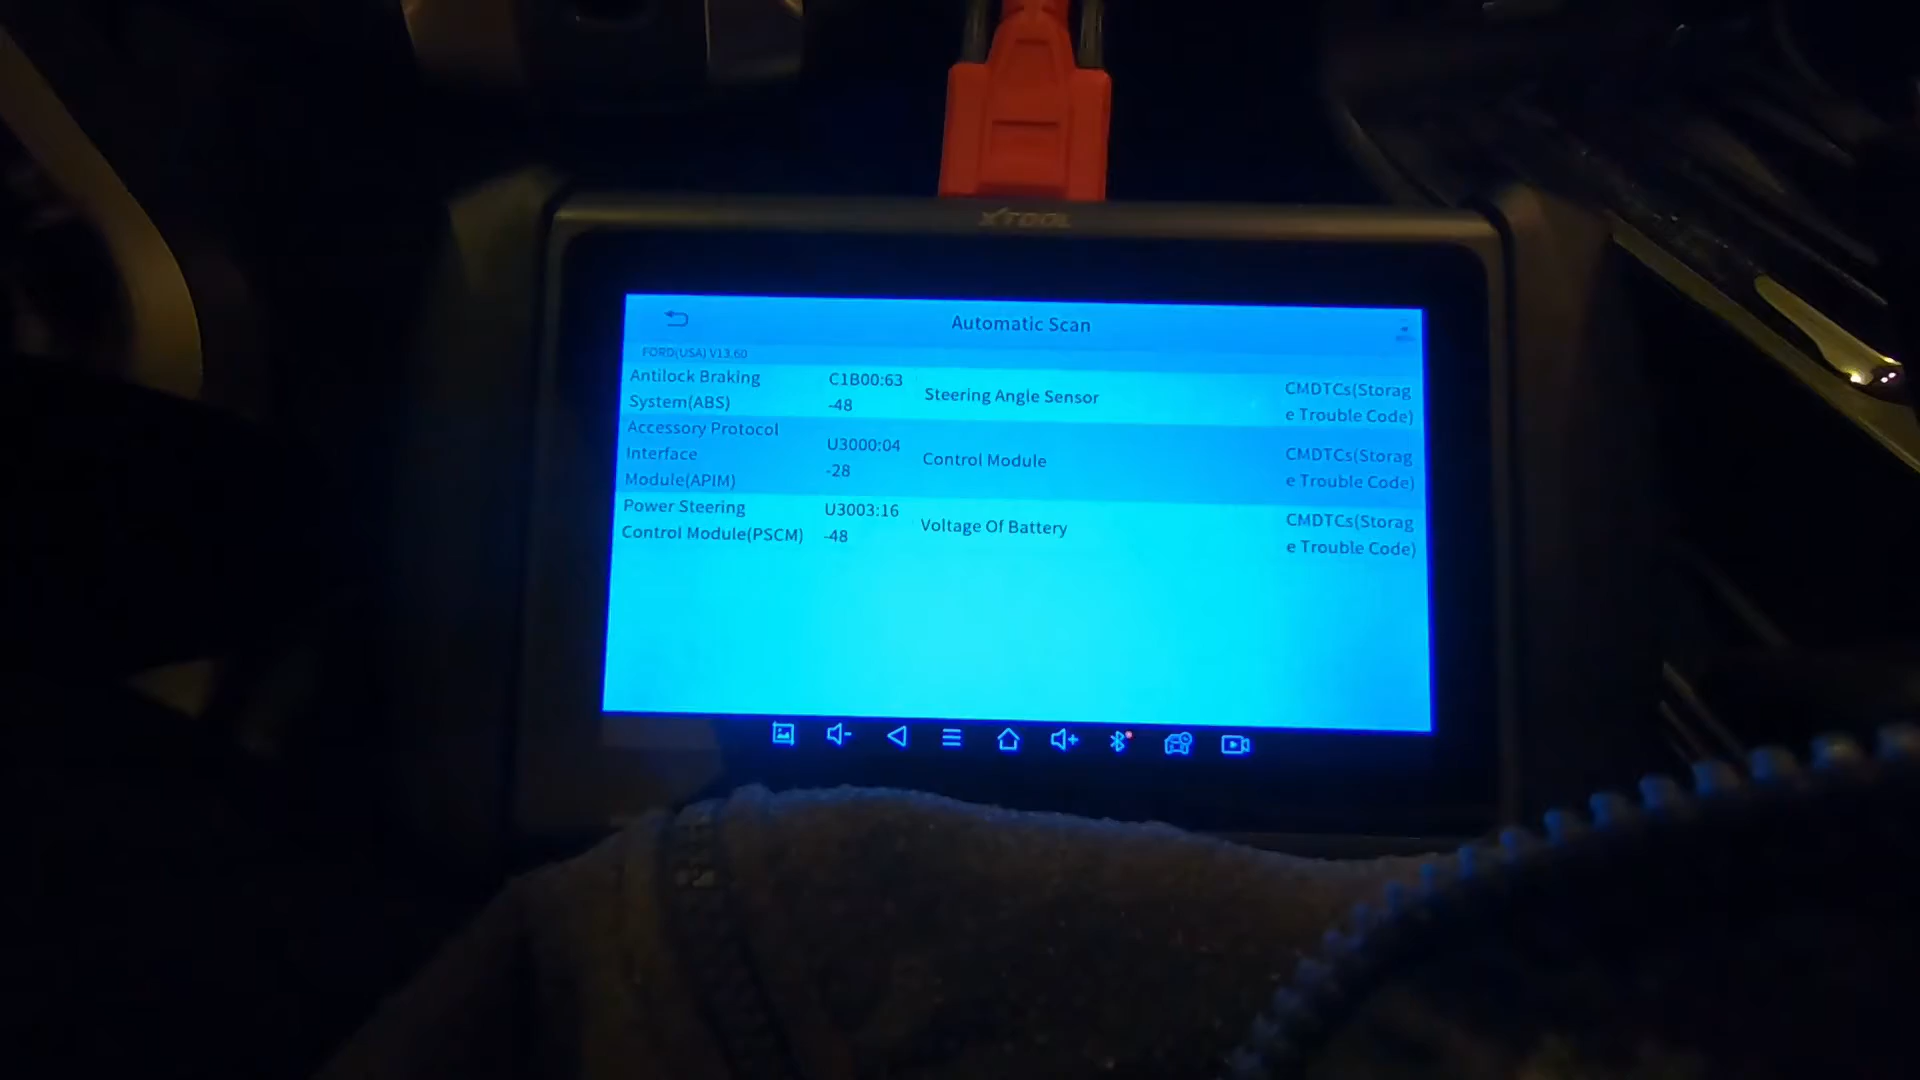 XTOOL
Automatic Scan
FORD(USA) V13.60
Antilock Braking
System(ABS)
C1B00:63
-48
Steering Angle Sensor
CMDTCs(Storag
e Trouble Code)
Accessory Protocol
Interface
Module(APIM)
U3000:04
-28
Control Module
CMDTCs(Storag
e Trouble Code)
Power Steering
Control Module(PSCM)
U3003:16
-48
Voltage Of Battery
CMDTCs(Storag
e Trouble Code)